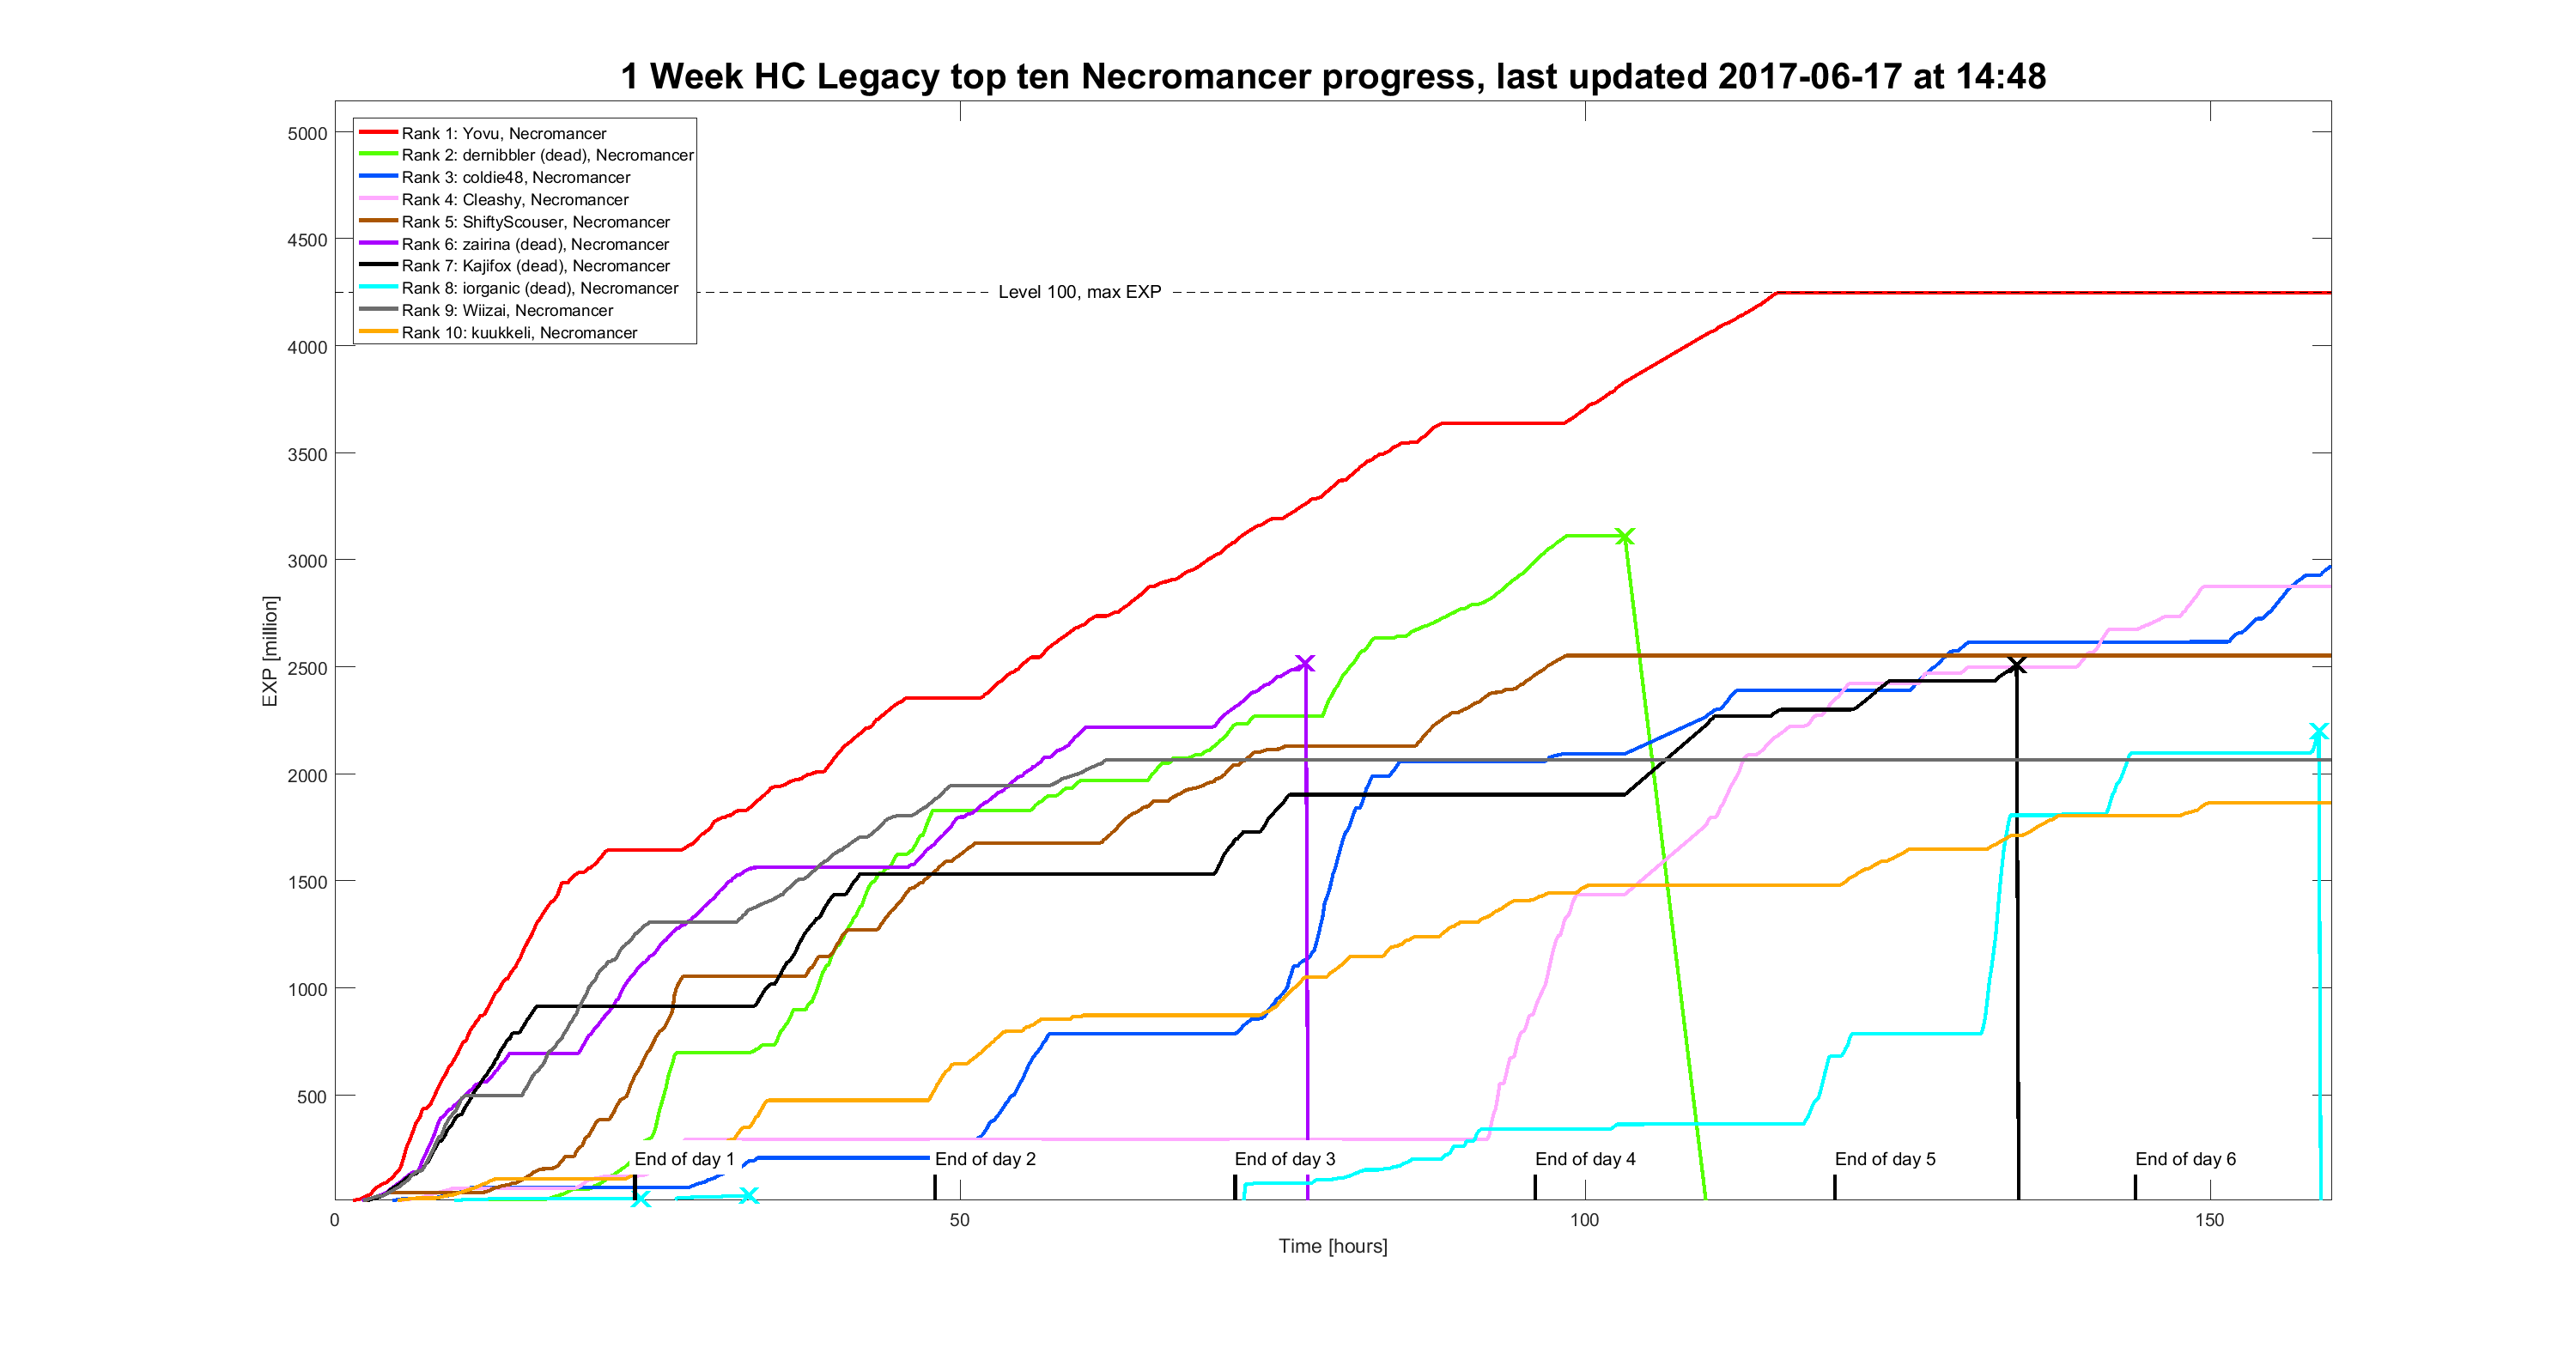 1 Week HC Legacy top ten Necromancer progress, last updated 2017-06-17 at 14:48
Rank 1: Yovu, Necromancer
Rank 2: dernibbler (dead), Necromancer
Rank 3: coldie48, Necromancer
Rank 4: Cleashy, Necromancer
Rank 5: ShiftyScouser, Necromancer
Rank 6: zairina (dead), Necromancer
Rank 7: Kajifox (dead), Necromancer
Rank 8: iorganic (dead), Necromancer
Rank 9: Wiizai, Necromancer
Rank 10: kuukkeli, Necromancer
5000
4500
4000
3500
3000
2500
2000
1500
1000
500
EXP [million]
Level 100, max EXP
End of day 1
End of day 2
End of day 3
End of day 4
End of day 5
End of day 6
0
50
100
150
Time [hours]